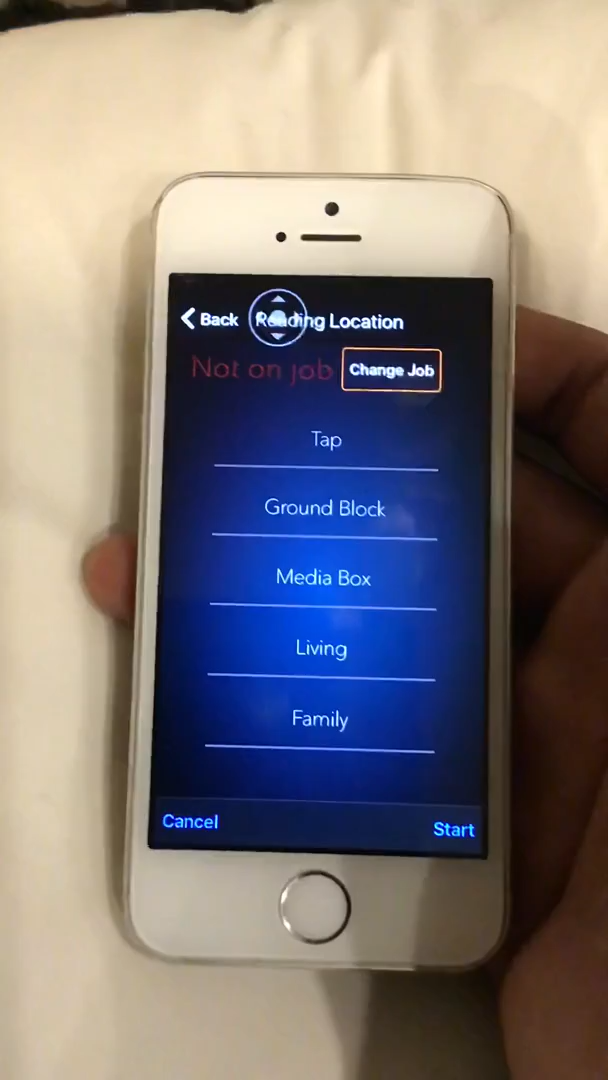 Back Reading Location
Not on job Change Job
Tap
Ground Block
Media Box
Living
Family
Cancel Start